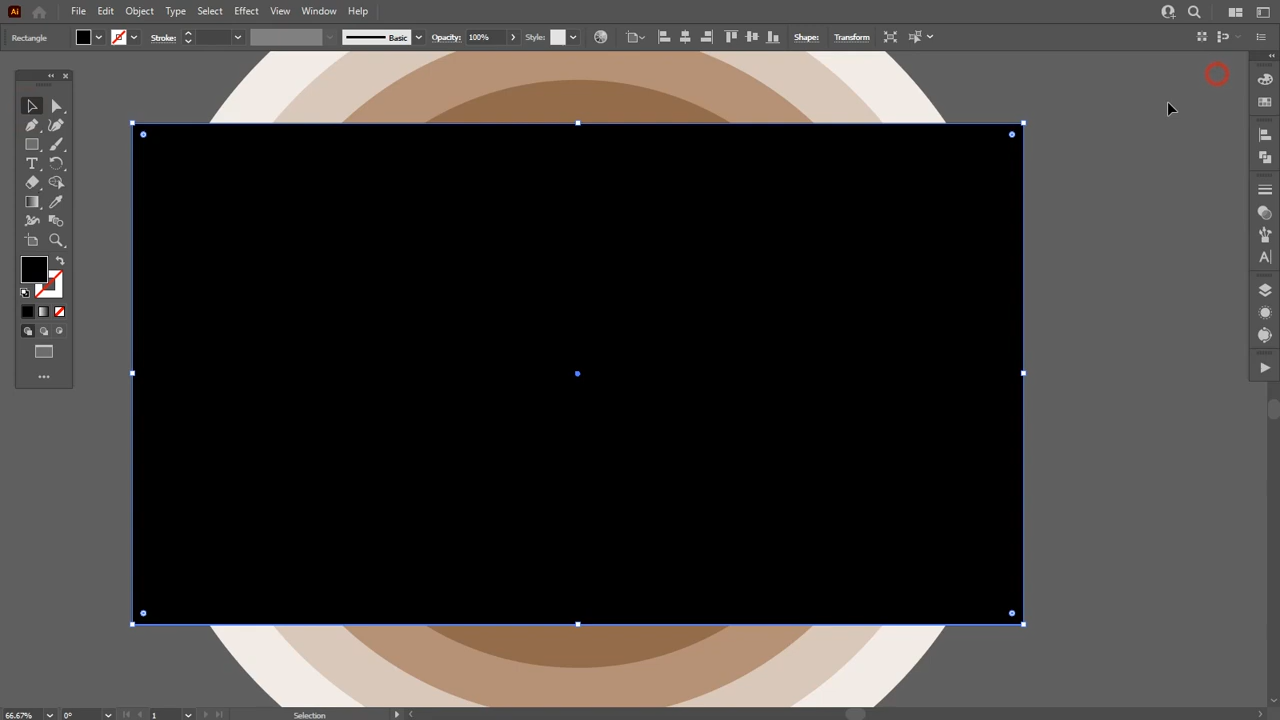 Ai File Edit Object Type Select Effect View Window Help
Rectangle Stroke: Basic Opacity: 100% Style: Shape: Transform
T
A
66.67% 0° 1 Selection